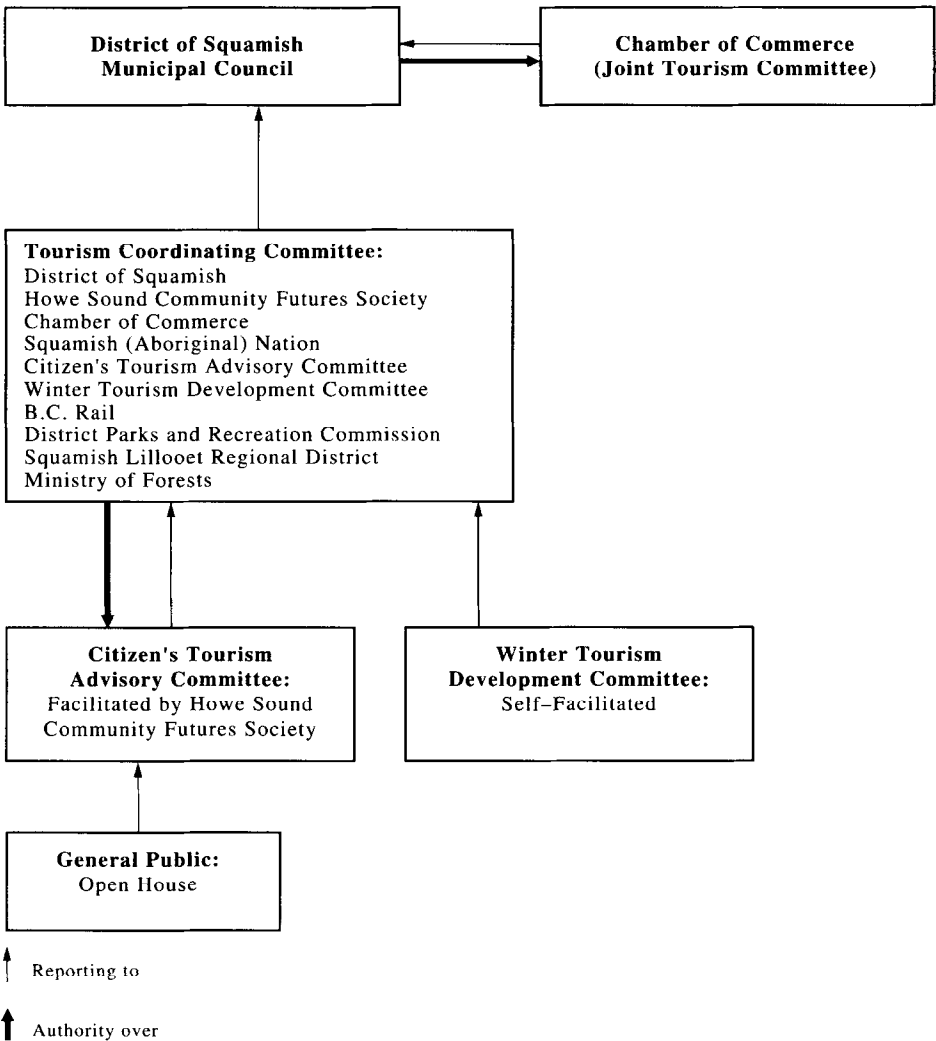 District of Squamish
Municipal Council
Chamber of Commerce
(Joint Tourism Committee)
Tourism Coordinating Committee:
District of Squamish
Howe Sound Community Futures Society
Chamber of Commerce
Squamish (Aboriginal) Nation
Citizen's Tourism Advisory Committee
Winter Tourism Development Committee
B.C. Rail
District Parks and Recreation Commission
Squamish Lillooet Regional District
Ministry of Forests
Citizen's Tourism
Advisory Committee:
Facilitated by Howe Sound
Community Futures Society
Winter Tourism
Development Committee:
Self–Facilitated
General Public:
Open House
Reporting to
Authority over